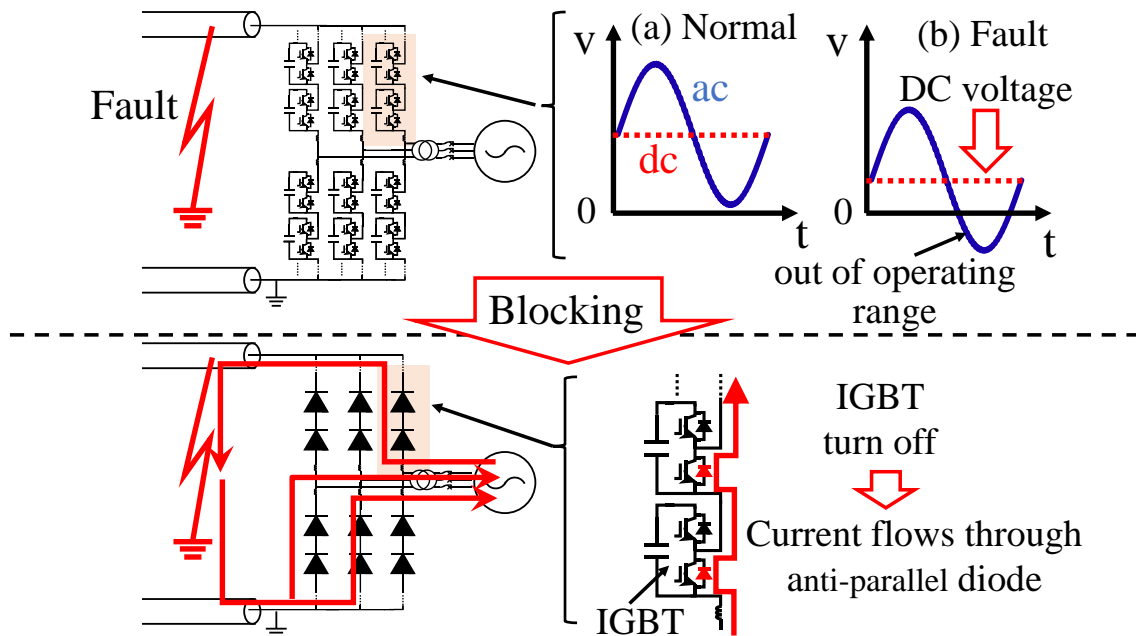 Fault
(a) Normal
v
ac
dc
0
t
(b) Fault
v
DC voltage
0
t
out of operating
range
Blocking
IGBT
turn off
Current flows through
anti-parallel diode
IGBT